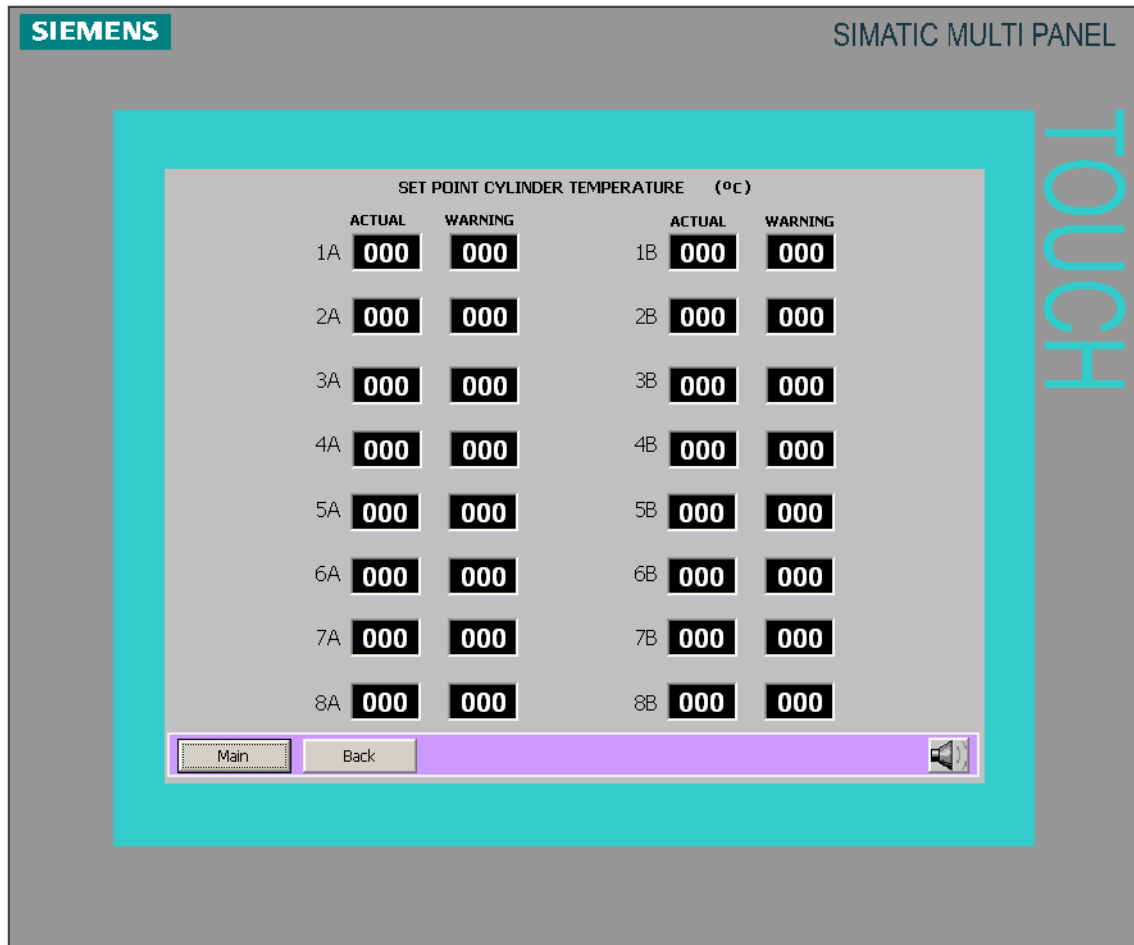 SIEMENS
SIMATIC MULTI PANEL
TOUCH
SET POINT CYLINDER TEMPERATURE (ºC)
ACTUAL WARNING ACTUAL WARNING
1A 000 000 1B 000 000
2A 000 000 2B 000 000
3A 000 000 3B 000 000
4A 000 000 4B 000 000
5A 000 000 5B 000 000
6A 000 000 6B 000 000
7A 000 000 7B 000 000
8A 000 000 8B 000 000
Main Back